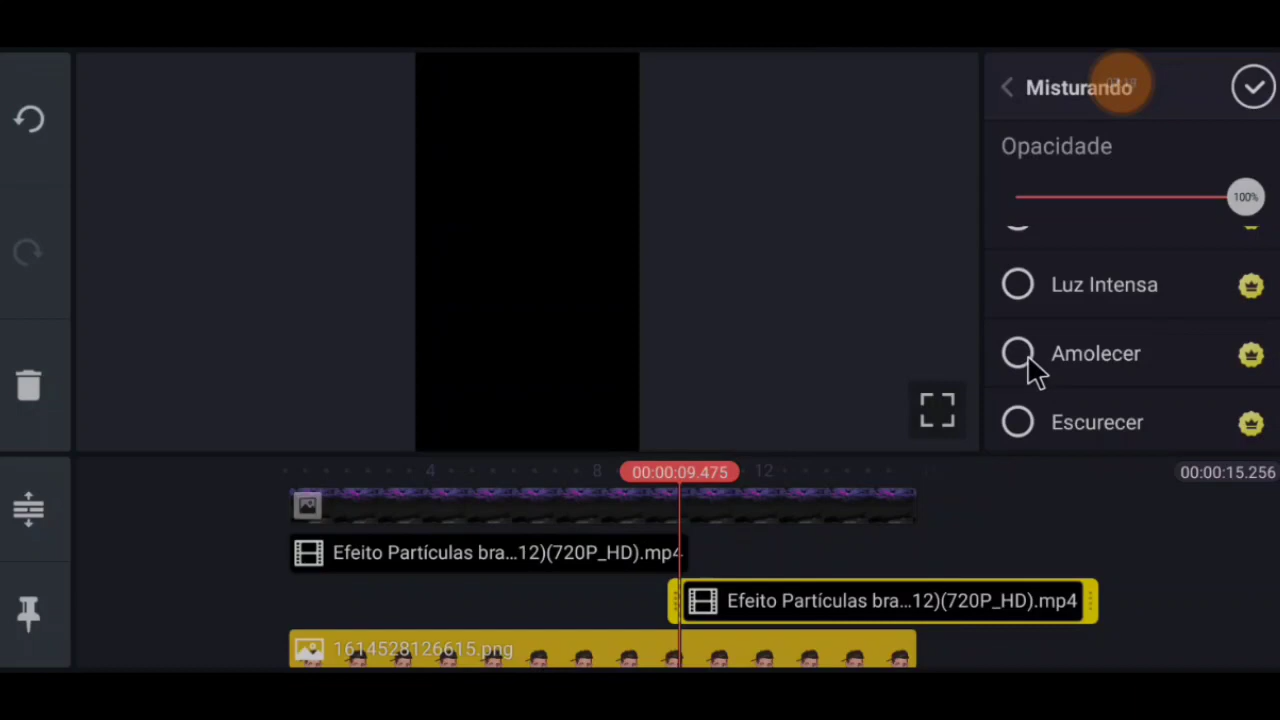 Misturando
Opacidade
100%
Luz Intensa
Amolecer
Escurecer
4
8
00:00:09.475
12
00:00:15.256
Efeito Partículas bra...12)(720P_HD).mp4
Efeito Partículas bra...12)(720P_HD).mp4
1614528126615.png